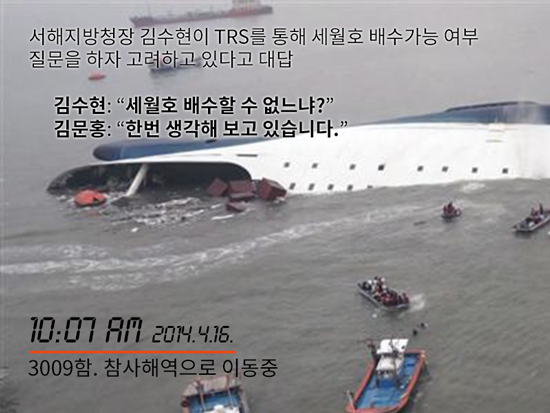 서해지방청장 김수현이 TRS를 통해 세월호 배수가능 여부
질문을 하자 고려하고 있다고 대답
김수현: “세월호 배수할 수 없느냐?”
김문홍: “한번 생각해 보고 있습니다.”
10:07 AM 2014.4.16.
3009함. 참사해역으로 이동중